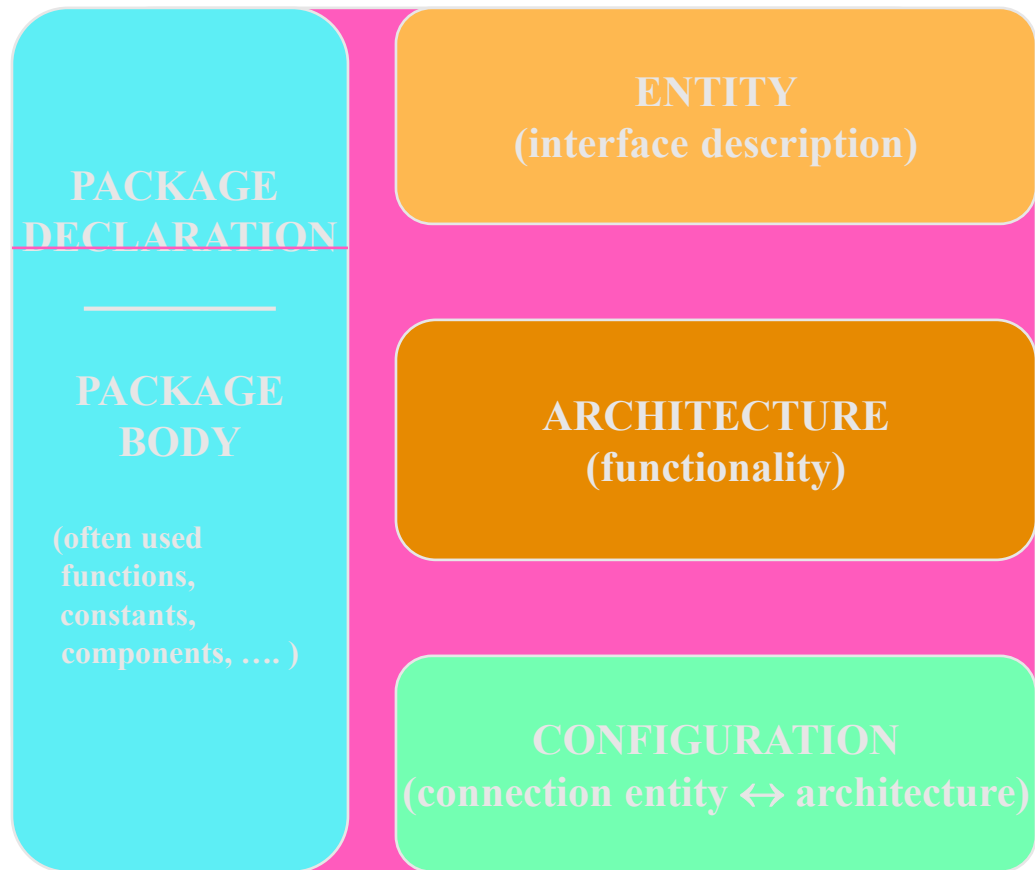 PACKAGE
DECLARATION
PACKAGE
BODY
(often used
functions,
constants,
components, …. )
ENTITY
(interface description)
ARCHITECTURE
(functionality)
CONFIGURATION
(connection entity ↔ architecture)